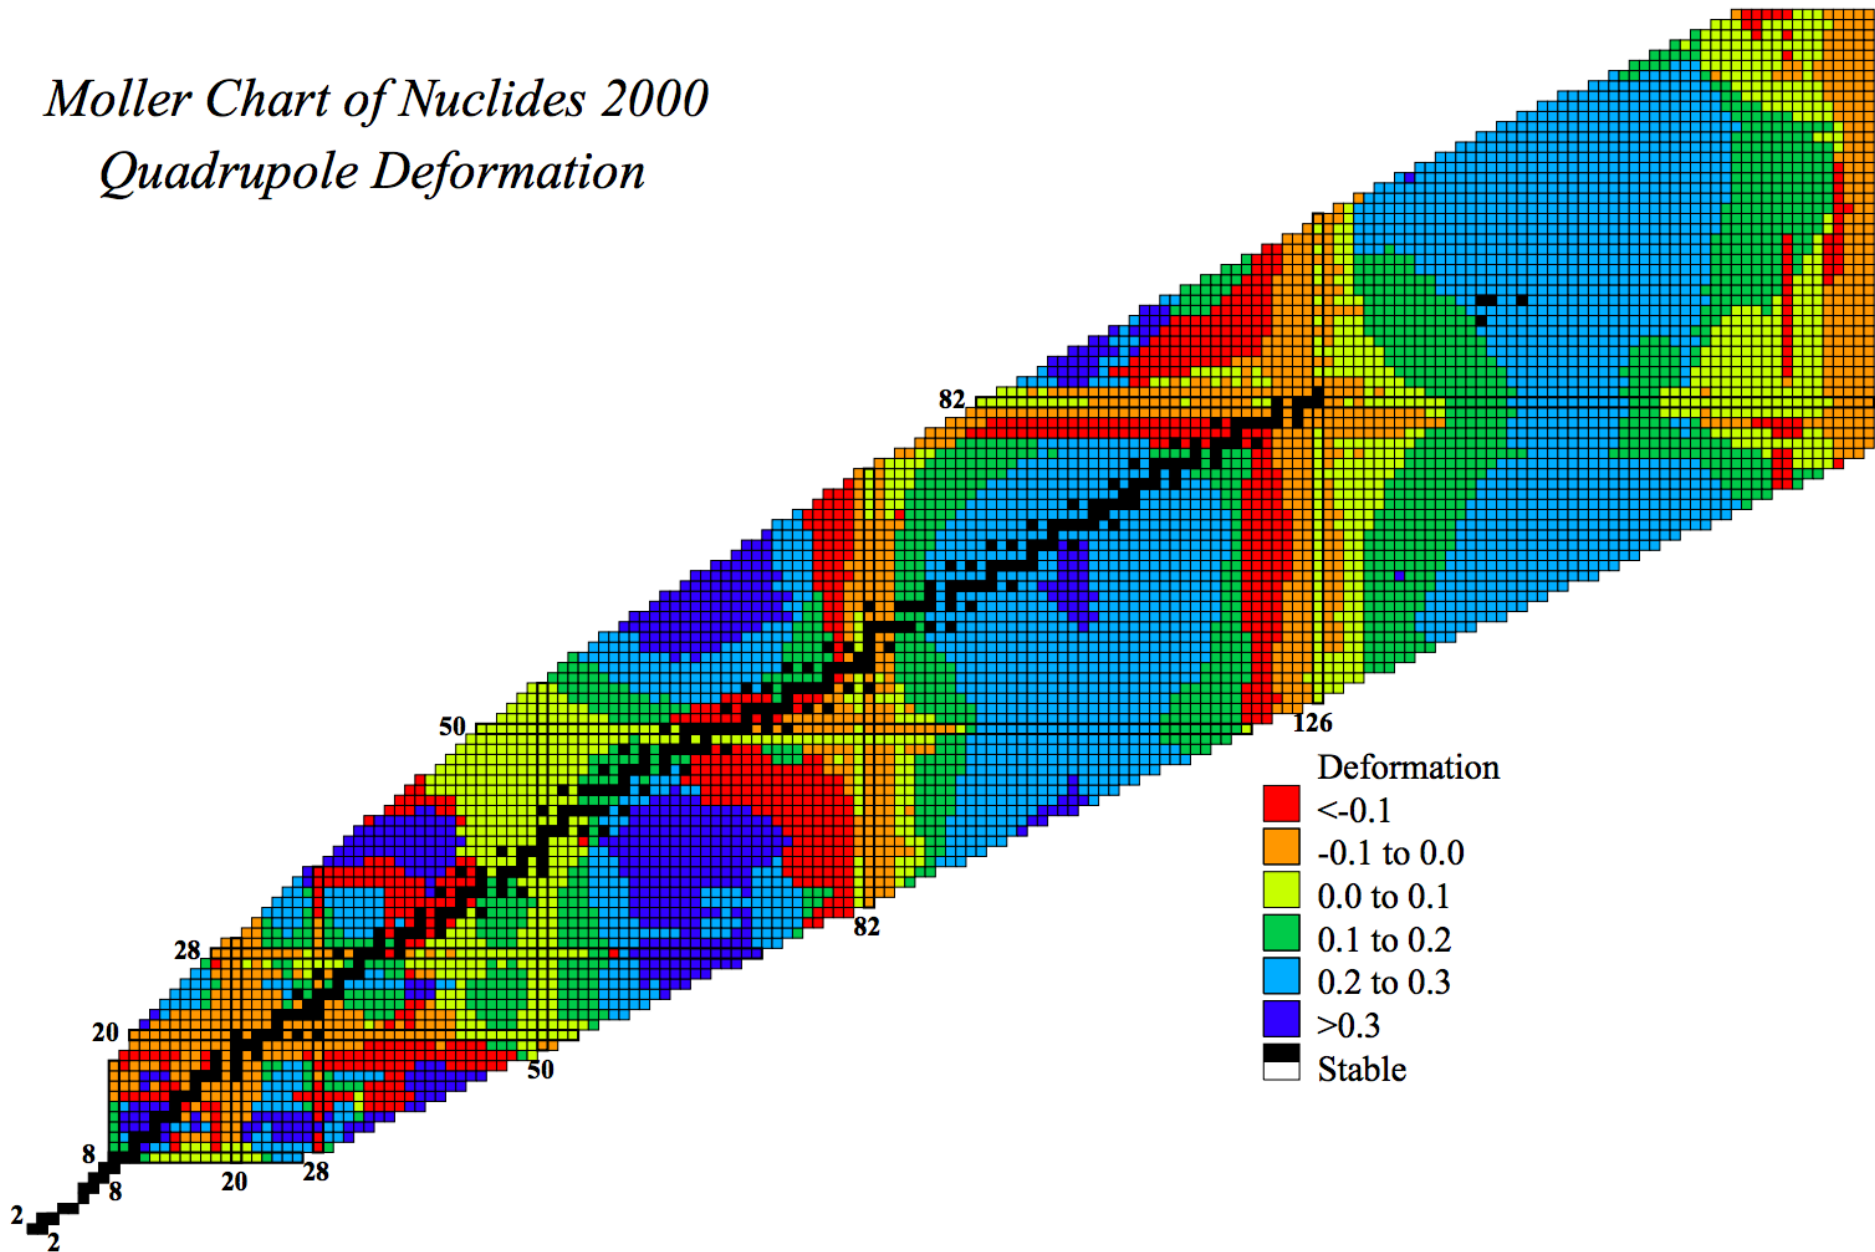 Moller Chart of Nuclides 2000
Quadrupole Deformation
82
50
126
Deformation
<-0.1
-0.1 to 0.0
0.0 to 0.1
0.1 to 0.2
0.2 to 0.3
>0.3
Stable
82
28
20
50
8
28
20
8
2
2